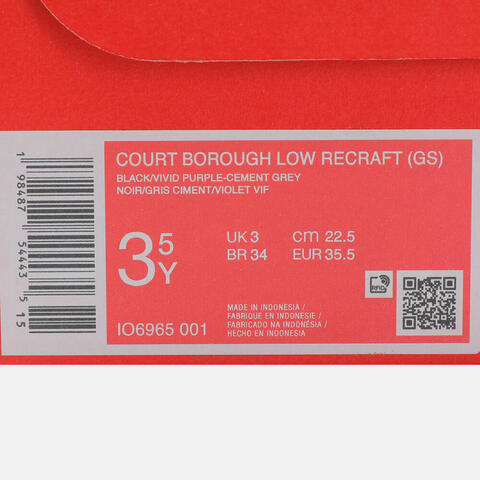 COURT BOROUGH LOW RECRAFT (GS)
BLACK/VIVID PURPLE-CEMENT GREY
NOIR/GRIS CIMENT/VIOLET VIF
3 5Y
UK 3 cm 22.5
BR 34 EUR 35.5
RFID
MADE IN INDONESIA /
FABRIQUE EN INDONESIE /
FABRICADO NA INDONÉSIA /
HECHO EN INDONESIA
IO6965 001
1 98487 54443 5 15